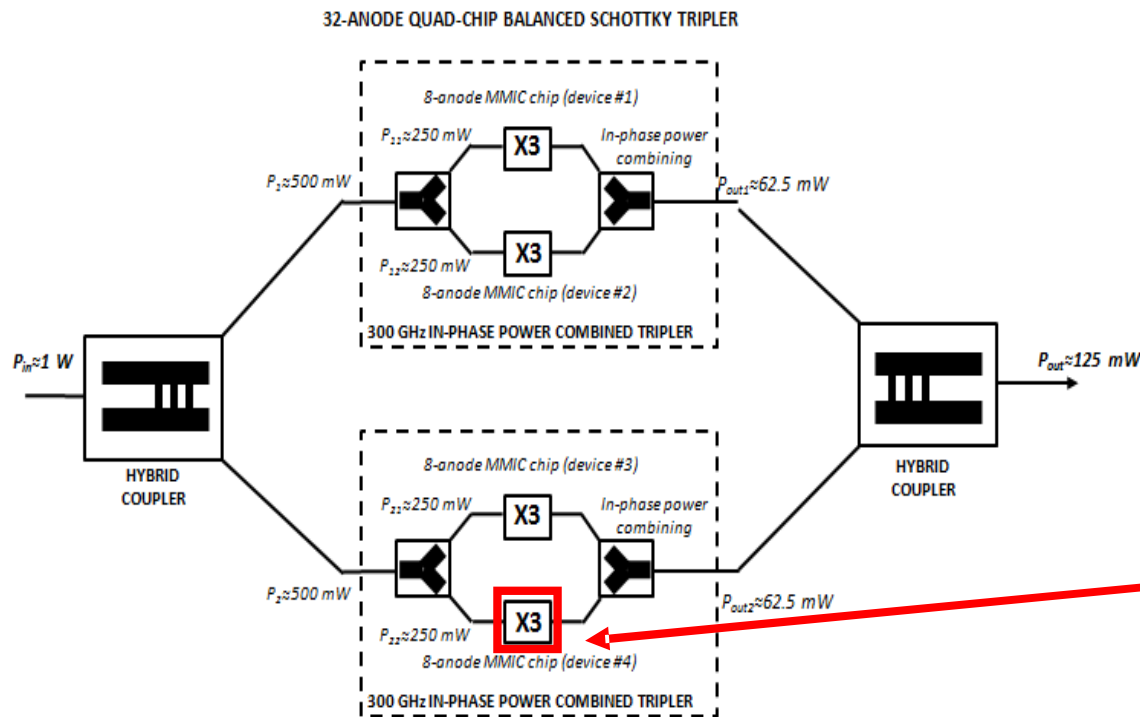 32-ANODE QUAD-CHIP BALANCED SCHOTTKY TRIPLER
8-anode MMIC chip (device #1)
P11≈250 mW
X3
In-phase power
combining
P1≈500 mW
Pout1≈62.5 mW
P12≈250 mW
X3
8-anode MMIC chip (device #2)
300 GHz IN-PHASE POWER COMBINED TRIPLER
Pin≈1 W
Pout≈125 mW
HYBRID
COUPLER
HYBRID
COUPLER
8-anode MMIC chip (device #3)
P21≈250 mW
X3
In-phase power
combining
P2≈500 mW
Pout2≈62.5 mW
P22≈250 mW
X3
8-anode MMIC chip (device #4)
300 GHz IN-PHASE POWER COMBINED TRIPLER